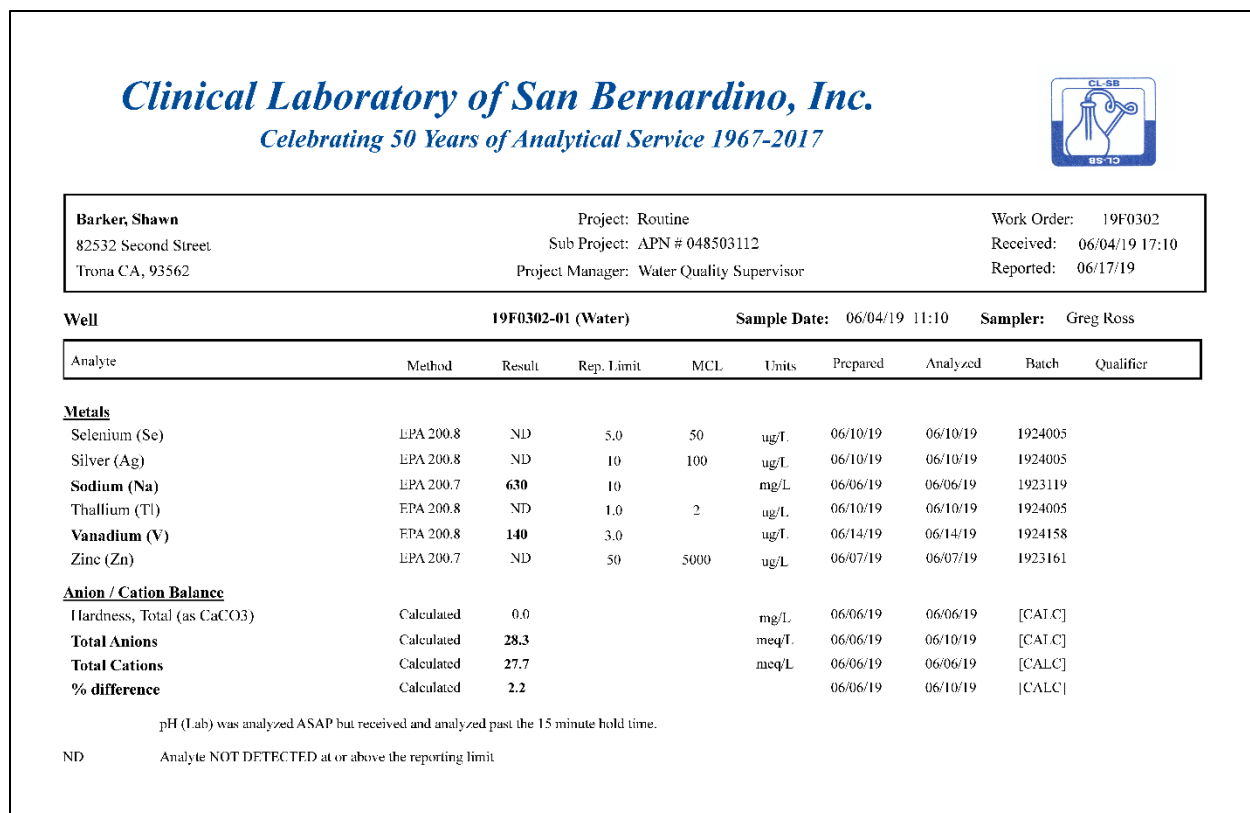 Clinical Laboratory of San Bernardino, Inc.
Celebrating 50 Years of Analytical Service 1967-2017
CL-SB
CL-SB
Barker, Shawn Project: Routine Work Order: 19F0302
82532 Second Street Sub Project: APN # 048503112 Received: 06/04/19 17:10
Trona CA, 93562 Project Manager: Water Quality Supervisor Reported: 06/17/19
Well 19F0302-01 (Water) Sample Date: 06/04/19 11:10 Sampler: Greg Ross
Analyte Method Result Rep. Limit MCL Units Prepared Analyzed Batch Qualifier
Metals
Selenium (Se) EPA 200.8 ND 5.0 50 ug/L 06/10/19 06/10/19 1924005
Silver (Ag) EPA 200.8 ND 10 100 ug/L 06/10/19 06/10/19 1924005
Sodium (Na) EPA 200.7 630 10 mg/L 06/06/19 06/06/19 1923119
Thallium (Tl) EPA 200.8 ND 1.0 2 ug/L 06/10/19 06/10/19 1924005
Vanadium (V) EPA 200.8 140 3.0 ug/L 06/14/19 06/14/19 1924158
Zinc (Zn) EPA 200.7 ND 50 5000 ug/L 06/07/19 06/07/19 1923161
Anion / Cation Balance
Hardness, Total (as CaCO3) Calculated 0.0 mg/L 06/06/19 06/06/19 [CALC]
Total Anions Calculated 28.3 meq/L 06/06/19 06/10/19 [CALC]
Total Cations Calculated 27.7 meq/L 06/06/19 06/06/19 [CALC]
% difference Calculated 2.2 06/06/19 06/10/19 [CALC]
pH (Lab) was analyzed ASAP but received and analyzed past the 15 minute hold time.
ND Analyte NOT DETECTED at or above the reporting limit